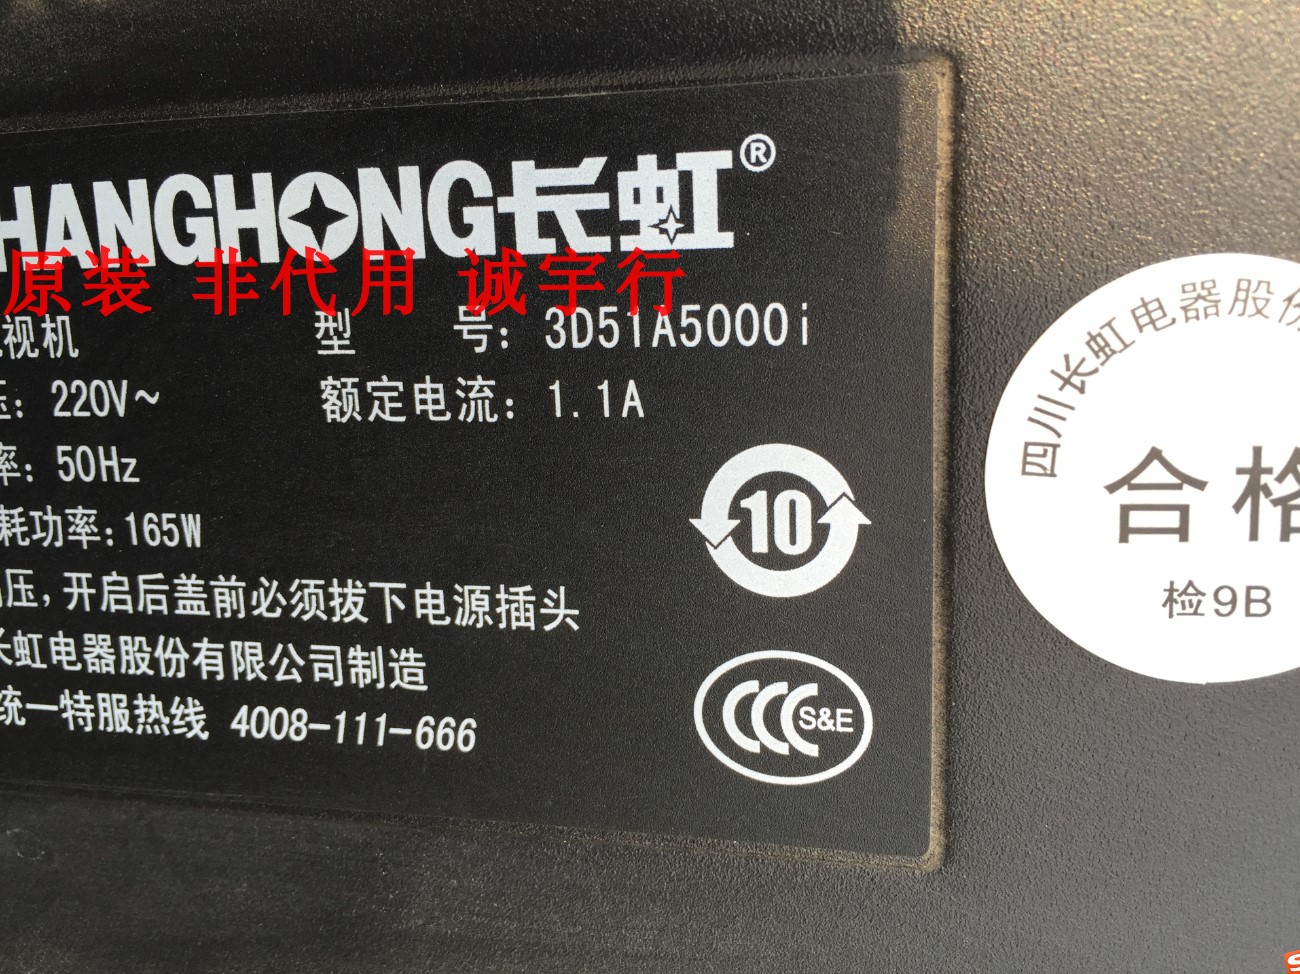 HANGHONG长虹®
原装 非代用 诚宇行
视机 型 号: 3D51A5000i
压: 220V~ 额定电流: 1.1A
率: 50Hz
耗功率:165W
10
压,开启后盖前必须拔下电源插头
长虹电器股份有限公司制造
统一特服热线 4008-111-666
CCC S&E
四川长虹电器股份
合格
检9B